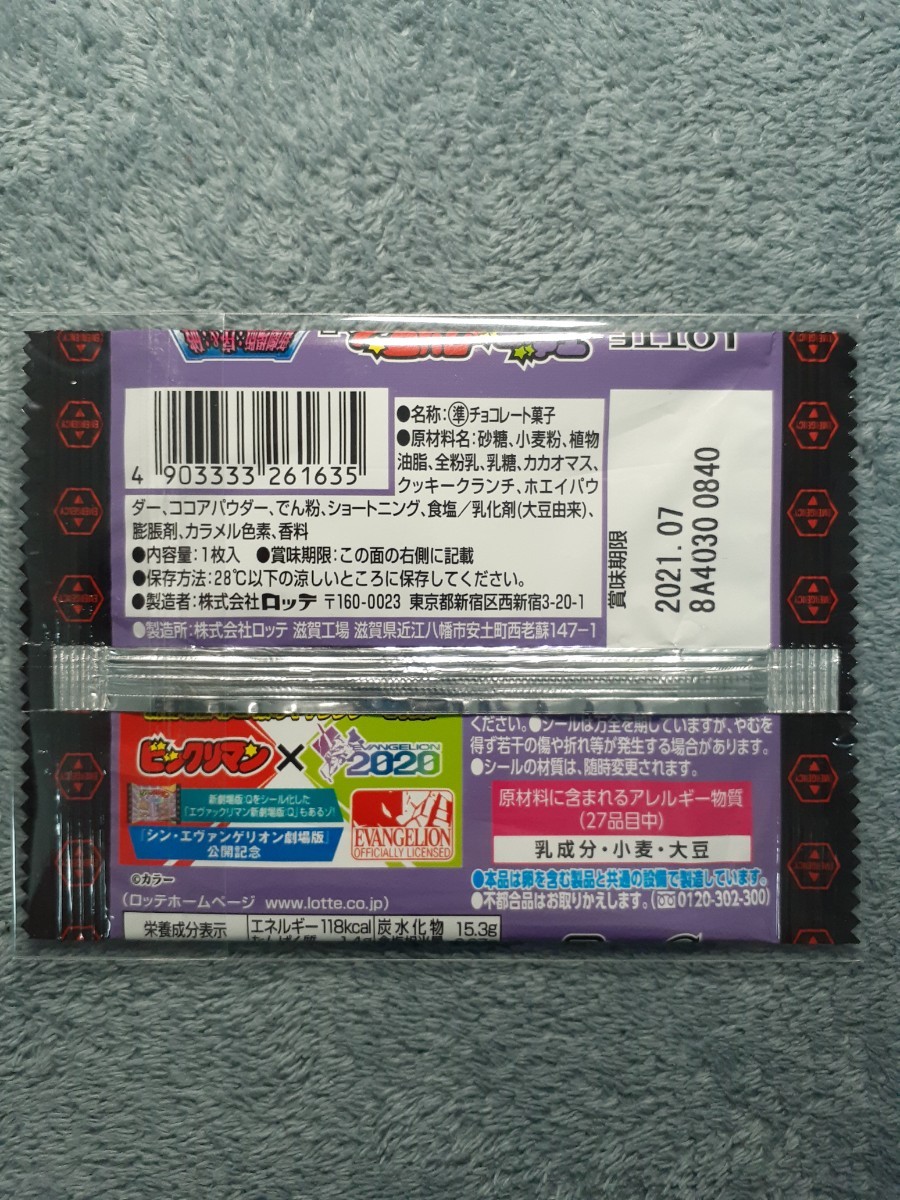 LOTTE
EMERGENCY
4 903333 261635
●名称:準チョコレート菓子
●原材料名:砂糖、小麦粉、植物
油脂、全粉乳、乳糖、カカオマス、
クッキークランチ、ホエイパウ
ダー、ココアパウダー、でん粉、ショートニング、食塩/乳化剤(大豆由来)、
膨脹剤、カラメル色素、香料
●内容量:1枚入 ●賞味期限:この面の右側に記載
●保存方法:28℃以下の涼しいところに保存してください。
●製造者:株式会社ロッテ 〒160-0023 東京都新宿区西新宿3-20-1
●製造所:株式会社ロッテ 滋賀工場 滋賀県近江八幡市安土町西老蘇147-1
賞味期限
2021.07
8A4030 0840
ビックリマン×EVANGELION
2020
新劇場版:Qをシール化した
「エヴァックリマン新劇場版:Q」もあるゾ!
『シン・エヴァンゲリオン劇場版』
公開記念
EVANGELION
OFFICIALLY LICENSED
©カラー
(ロッテホームページ www.lotte.co.jp)
栄養成分表示 エネルギー118kcal 炭水化物 15.3g
ください。●シールは万全を期していますが、やむを
得ず若干の傷や折れ等が発生する場合があります。
●シールの材質は、随時変更されます。
原材料に含まれるアレルギー物質
(27品目中)
乳成分・小麦・大豆
●本品は卵を含む製品と共通の設備で製造しています。
●不都合品はお取りかえします。(0120-302-300)